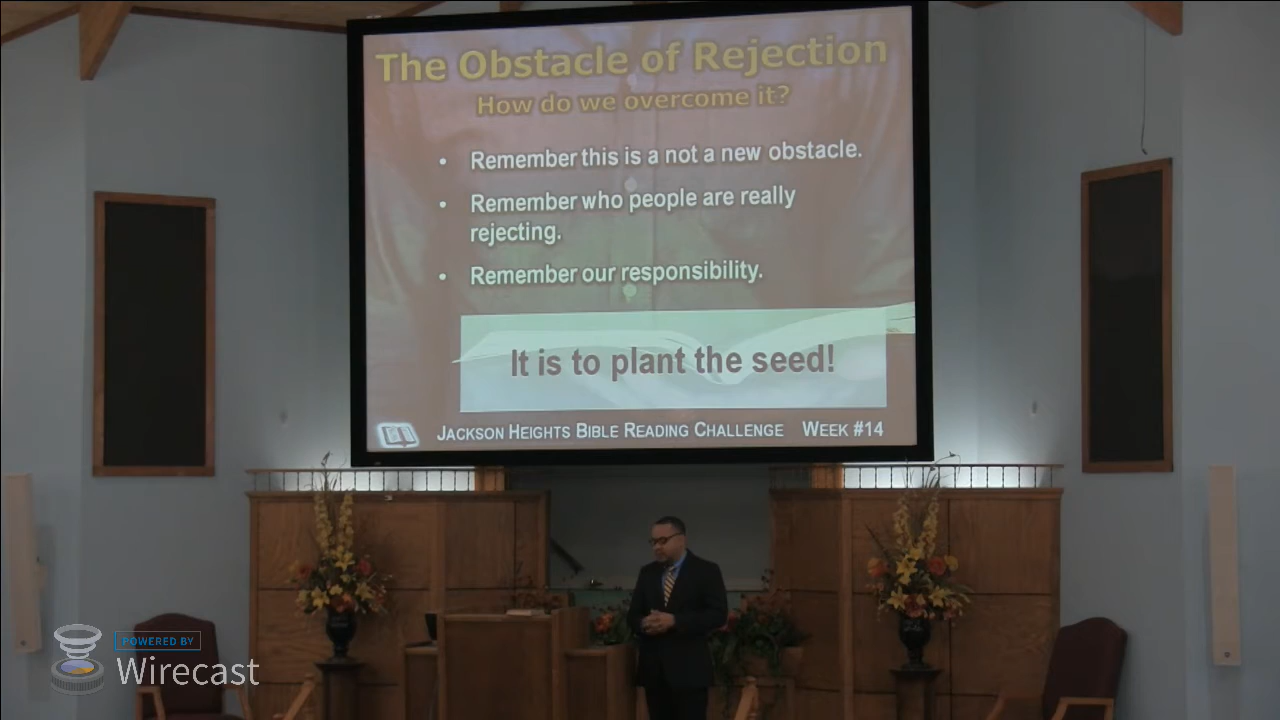 The Obstacle of Rejection
How do we overcome it?
• Remember this is a not a new obstacle.
• Remember who people are really
rejecting.
• Remember our responsibility.
It is to plant the seed!
JACKSON HEIGHTS BIBLE READING CHALLENGE WEEK #14
POWERED BY
Wirecast